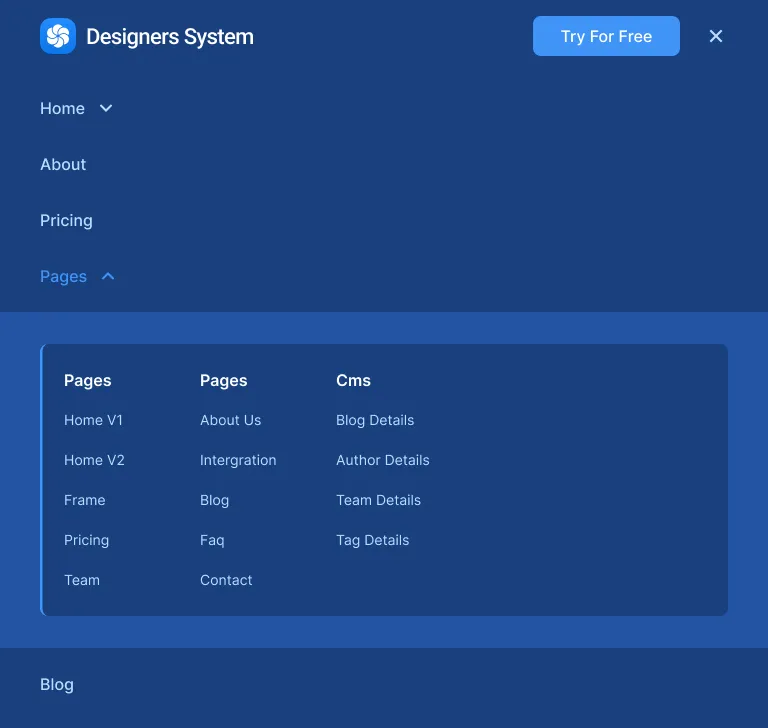 Designers System
Try For Free
Home
About
Pricing
Pages
Pages
Home V1
Home V2
Frame
Pricing
Team
Pages
About Us
Intergration
Blog
Faq
Contact
Cms
Blog Details
Author Details
Team Details
Tag Details
Blog